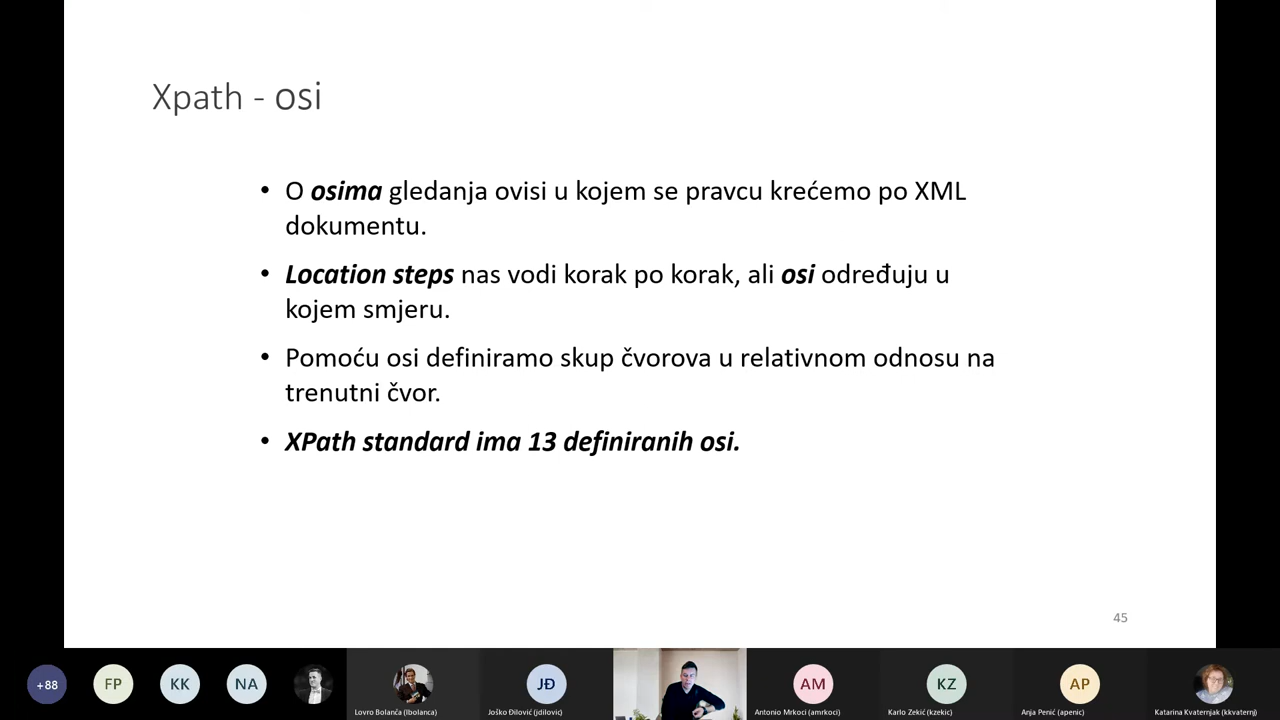 Xpath - osi
• O osima gledanja ovisi u kojem se pravcu krećemo po XML
dokumentu.
• Location steps nas vodi korak po korak, ali osi određuju u
kojem smjeru.
• Pomoću osi definiramo skup čvorova u relativnom odnosu na
trenutni čvor.
• XPath standard ima 13 definiranih osi.
45
+88
FP
KK
NA
JĐ
AM
KZ
AP
Lovro Bolanča (lbolanca)
Joško Đilović (jdilovic)
Antonio Mrkoci (amrkoci)
Karlo Zekić (kzekic)
Anja Penić (apenic)
Katarina Kvaternjak (kkvaternj)